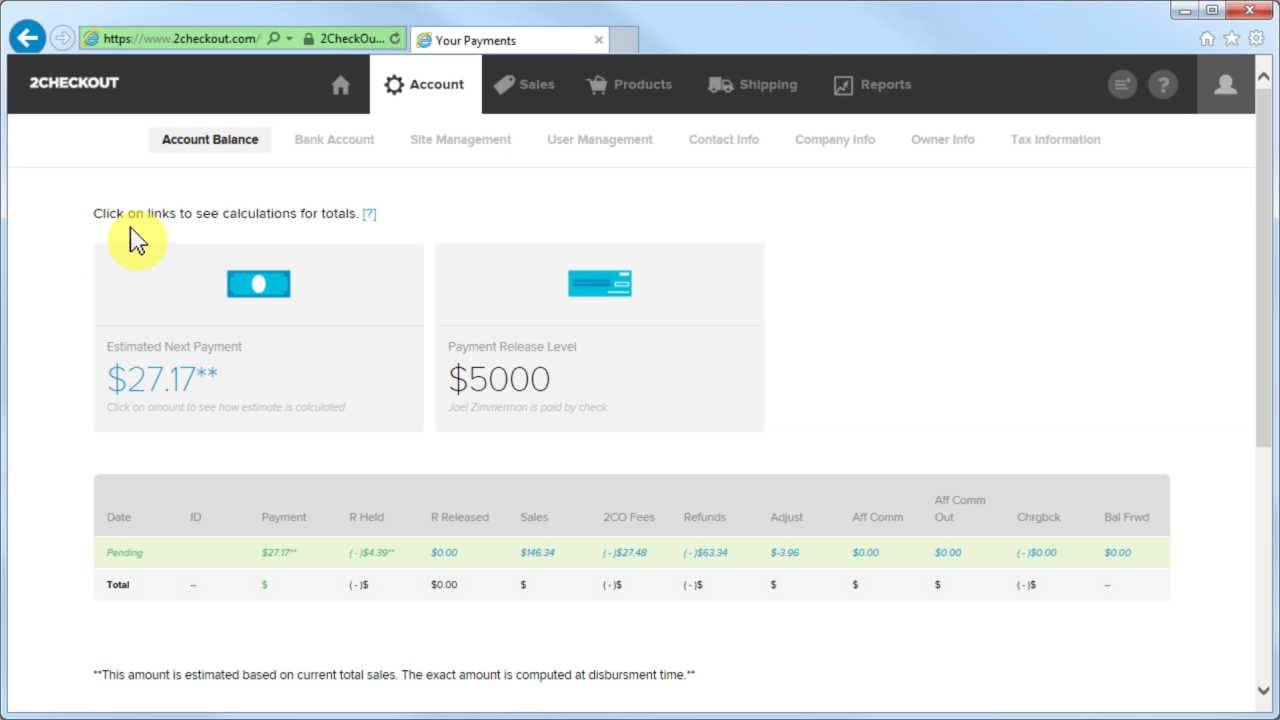 https://www.2checkout.com/ 2CheckOu... Your Payments
2CHECKOUT Account Sales Products Shipping Reports ?
Account Balance Bank Account Site Management User Management Contact Info Company Info Owner Info Tax Information
Click on links to see calculations for totals. [?]
Estimated Next Payment
$27.17**
Click on amount to see how estimate is calculated
Payment Release Level
$5000
Joel Zimmerman is paid by check
Date ID Payment R Held R Released Sales 2CO Fees Refunds Adjust Aff Comm Aff Comm Out Chrgbck Bal Frwd
Pending $27.17** (-)$4.39** $0.00 $146.34 (-)$27.48 (-)$63.34 $-3.96 $0.00 $0.00 (-)$0.00 $0.00
Total -- $ (-)$ $0.00 $ (-)$ (-)$ $ $ $ (-)$ --
**This amount is estimated based on current total sales. The exact amount is computed at disbursment time.**